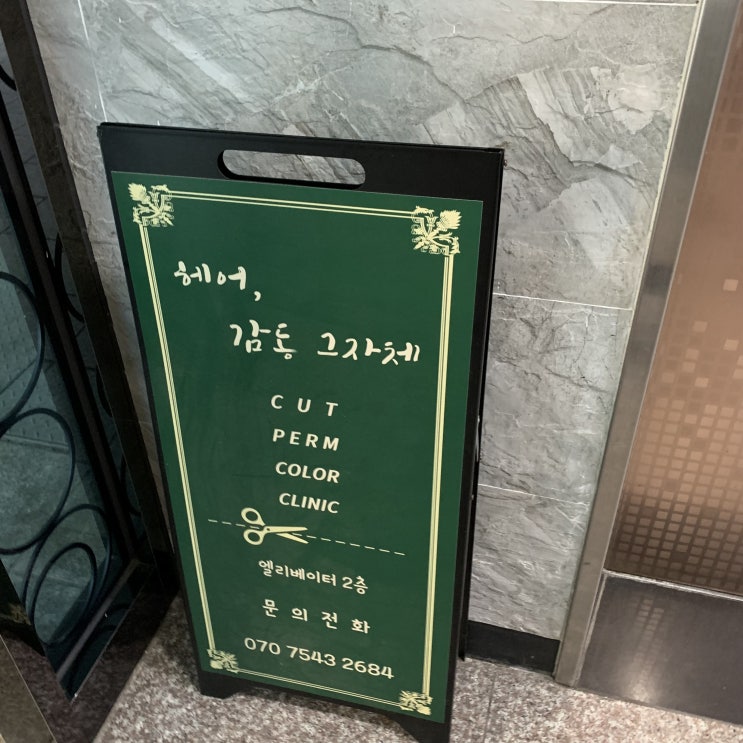 헤어,
감동 그자체
CUT
PERM
COLOR
CLINIC
엘리베이터 2층
문의전화
070 7543 2684